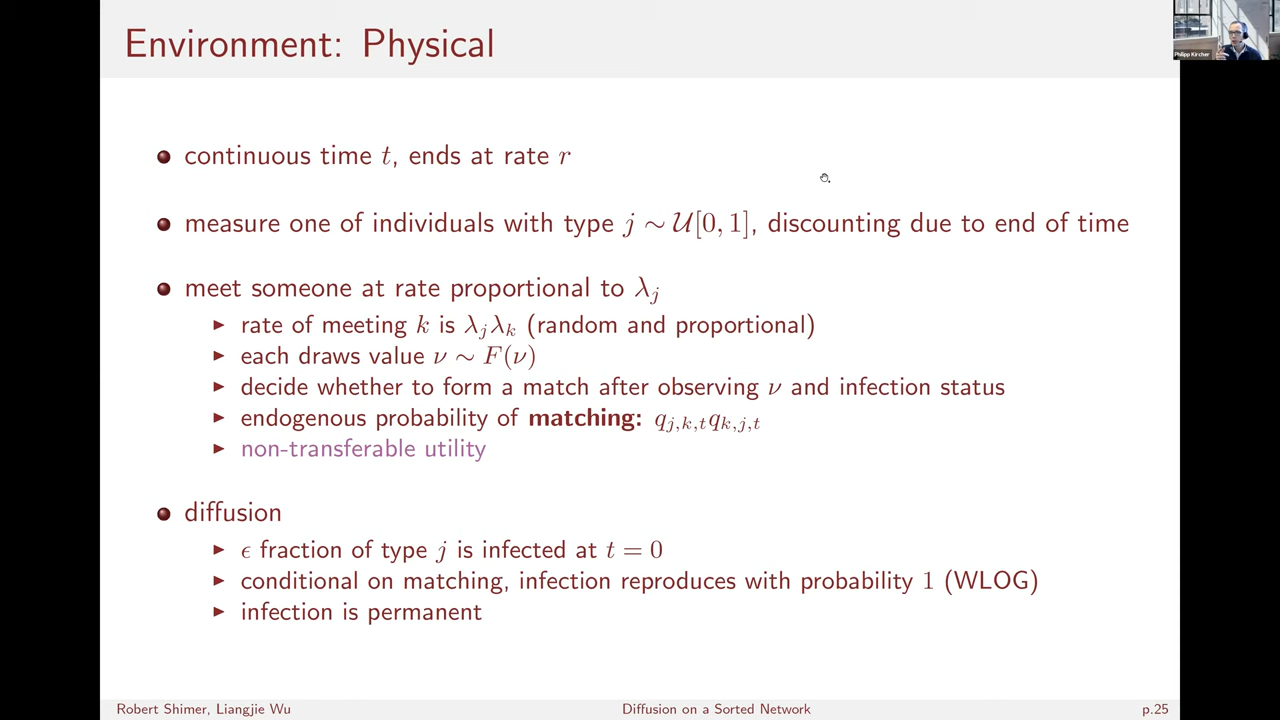 Environment: Physical
Philipp Kircher
continuous time t, ends at rate r
measure one of individuals with type j ∼ 𝒰[0, 1], discounting due to end of time
meet someone at rate proportional to λⱼ
rate of meeting k is λⱼλₖ (random and proportional)
each draws value ν ∼ F(ν)
decide whether to form a match after observing ν and infection status
endogenous probability of matching: q_{j,k,t}q_{k,j,t}
non-transferable utility
diffusion
ϵ fraction of type j is infected at t = 0
conditional on matching, infection reproduces with probability 1 (WLOG)
infection is permanent
Robert Shimer, Liangjie Wu Diffusion on a Sorted Network p.25